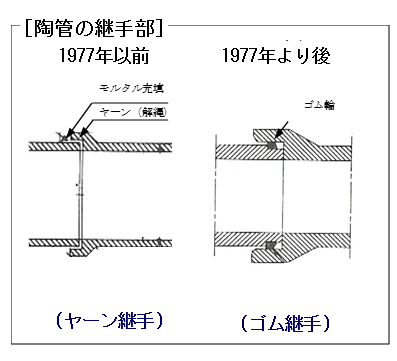 [陶管の継手部]
1977年以前
1977年より後
モルタル充填
ヤーン（解縄）
ゴム輪
（ヤーン継手）
（ゴム継手）